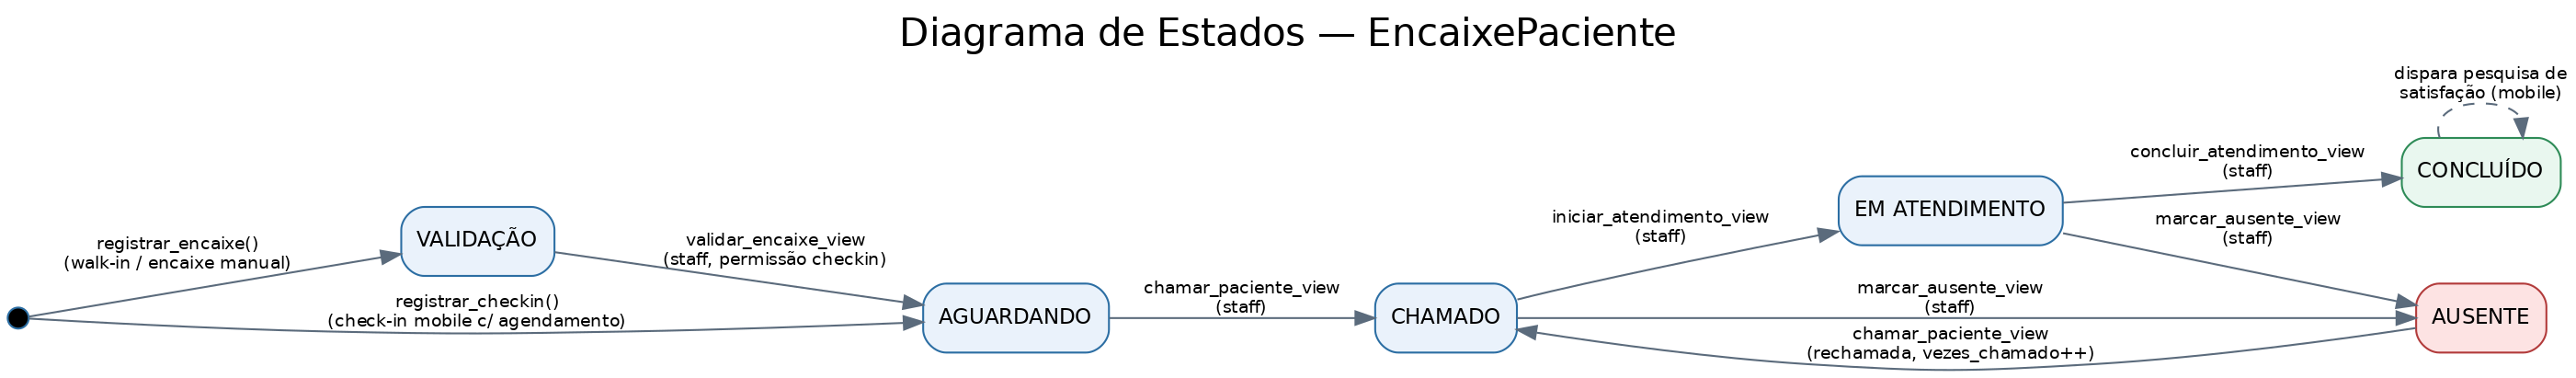 Diagrama de Estados — EncaixePaciente
registrar_encaixe()
(walk-in / encaixe manual)
VALIDAÇÃO
validar_encaixe_view
(staff, permissão checkin)
registrar_checkin()
(check-in mobile c/ agendamento)
AGUARDANDO
chamar_paciente_view
(staff)
CHAMADO
iniciar_atendimento_view
(staff)
EM ATENDIMENTO
concluir_atendimento_view
(staff)
dispara pesquisa de
satisfação (mobile)
CONCLUÍDO
marcar_ausente_view
(staff)
marcar_ausente_view
(staff)
chamar_paciente_view
(rechamada, vezes_chamado++)
AUSENTE